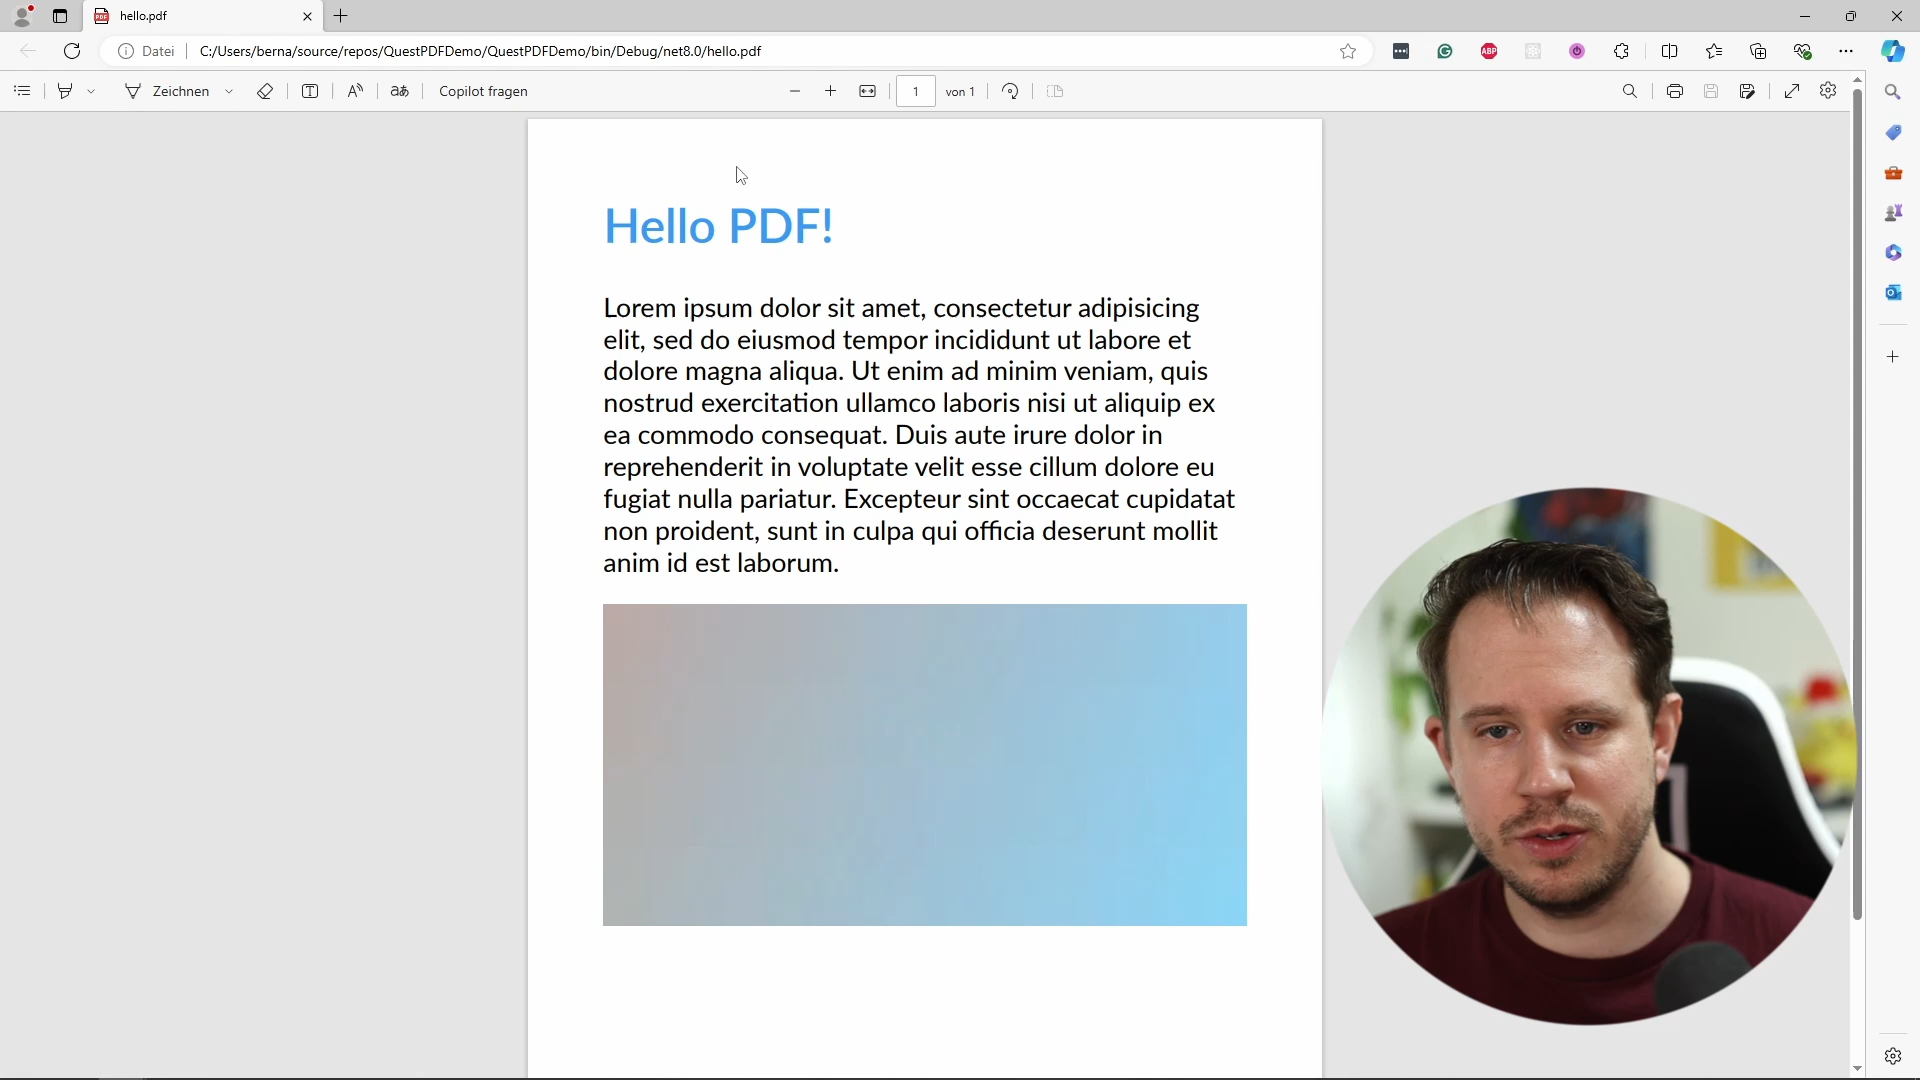 hello.pdf
Datei
C:/Users/berna/source/repos/QuestPDFDemo/QuestPDFDemo/bin/Debug/net8.0/hello.pdf
ABP
Zeichnen
aあ
Copilot fragen
1
von 1
Hello PDF!
Lorem ipsum dolor sit amet, consectetur adipisicing
elit, sed do eiusmod tempor incididunt ut labore et
dolore magna aliqua. Ut enim ad minim veniam, quis
nostrud exercitation ullamco laboris nisi ut aliquip ex
ea commodo consequat. Duis aute irure dolor in
reprehenderit in voluptate velit esse cillum dolore eu
fugiat nulla pariatur. Excepteur sint occaecat cupidatat
non proident, sunt in culpa qui officia deserunt mollit
anim id est laborum.